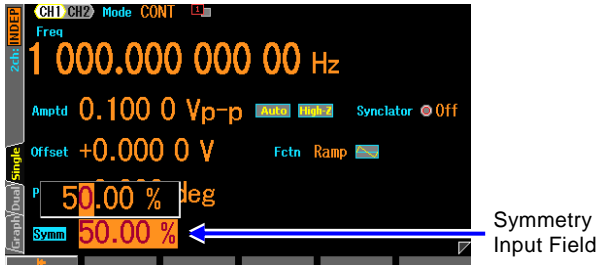 2ch: INDEP CH1 CH2 Mode CONT 1
Freq
1 000.000 000 00 Hz
Amptd 0.100 0 Vp-p Auto High-Z Synclator Off
Offset +0.000 0 V Fctn Ramp
deg
50.00 %
Symm 50.00 %
Graph Dual Single
Symmetry
Input Field